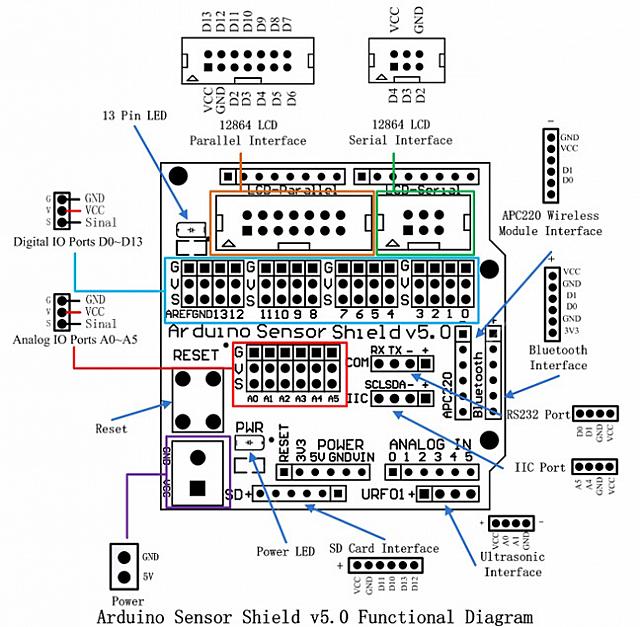 D13 D12 D11 D10 D9 D8 D7
VCC GND
VCC GND D2 D3 D4 D5 D6
D4 D3 D2
13 Pin LED
12864 LCD
Parallel Interface
12864 LCD
Serial Interface
-
GND
VCC
D1
D0
APC220 Wireless
Module Interface
LCD-Parallel
LCD-Serial
G GND
V VCC
S Sinal
Digital IO Ports D0~D13
G
V
S
AREFGND1312 1110 9 8 7 6 5 4 3 2 1 0
G
V
S
G GND
V VCC
S Sinal
Analog IO Ports A0~A5
Arduino Sensor Shield v5.0
+
VCC
GND
D1
D0
GND
3V3
Bluetooth
Interface
RESET
G
V
S
A0 A1 A2 A3 A4 A5
COM
RX TX - +
SCLSDA- +
IIC
-
APC220
+
Bluetooth
+
-
Reset
RS232 Port
D0 D1 GND VCC
PWR
RESET
3V3
POWER
5V GNDVIN
ANALOG IN
0 1 2 3 4 5
IIC Port
A5 A4 GND VCC
GND
VCC
SD+
URF01+
+ -
VCC A0 A1 GND
Ultrasonic
Interface
Power LED
SD Card Interface
+
VCC GND D11 D10 D13 D12
GND
5V
Power
Arduino Sensor Shield v5.0 Functional Diagram